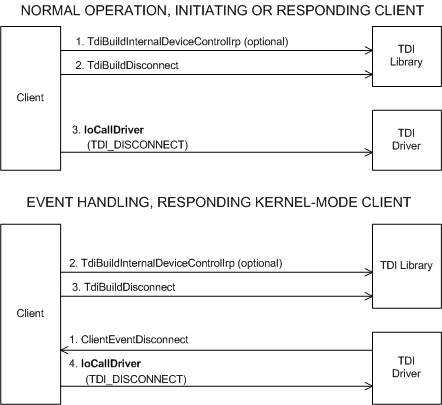 NORMAL OPERATION, INITIATING OR RESPONDING CLIENT
Client
1. TdiBuildInternalDeviceControlIrp (optional)
2. TdiBuildDisconnect
TDI
Library
3. IoCallDriver
(TDI_DISCONNECT)
TDI
Driver
EVENT HANDLING, RESPONDING KERNEL-MODE CLIENT
Client
2. TdiBuildInternalDeviceControlIrp (optional)
3. TdiBuildDisconnect
TDI Library
1. ClientEventDisconnect
4. IoCallDriver
(TDI_DISCONNECT)
TDI
Driver